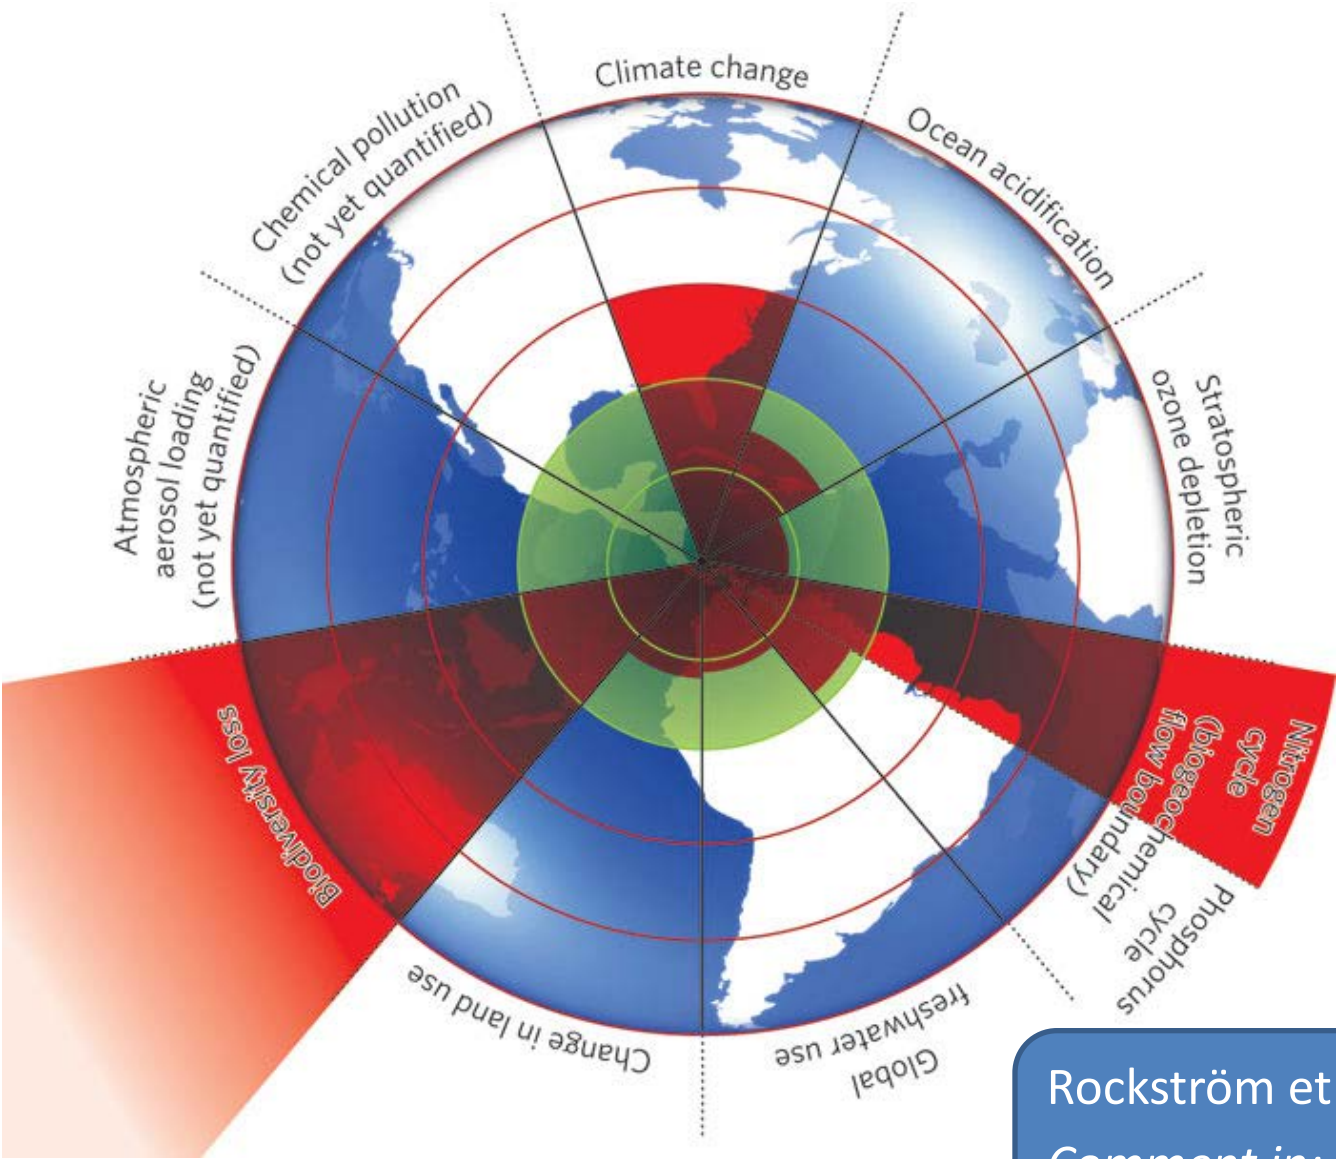 Climate change
Ocean acidification
Stratospheric
ozone depletion
Nitrogen
cycle
(biogeochemical
flow boundary)
Phosphorus
cycle
Global
freshwater use
Change in land use
Biodiversity loss
Atmospheric
aerosol loading
(not yet quantified)
Chemical pollution
(not yet quantified)
Rockström et